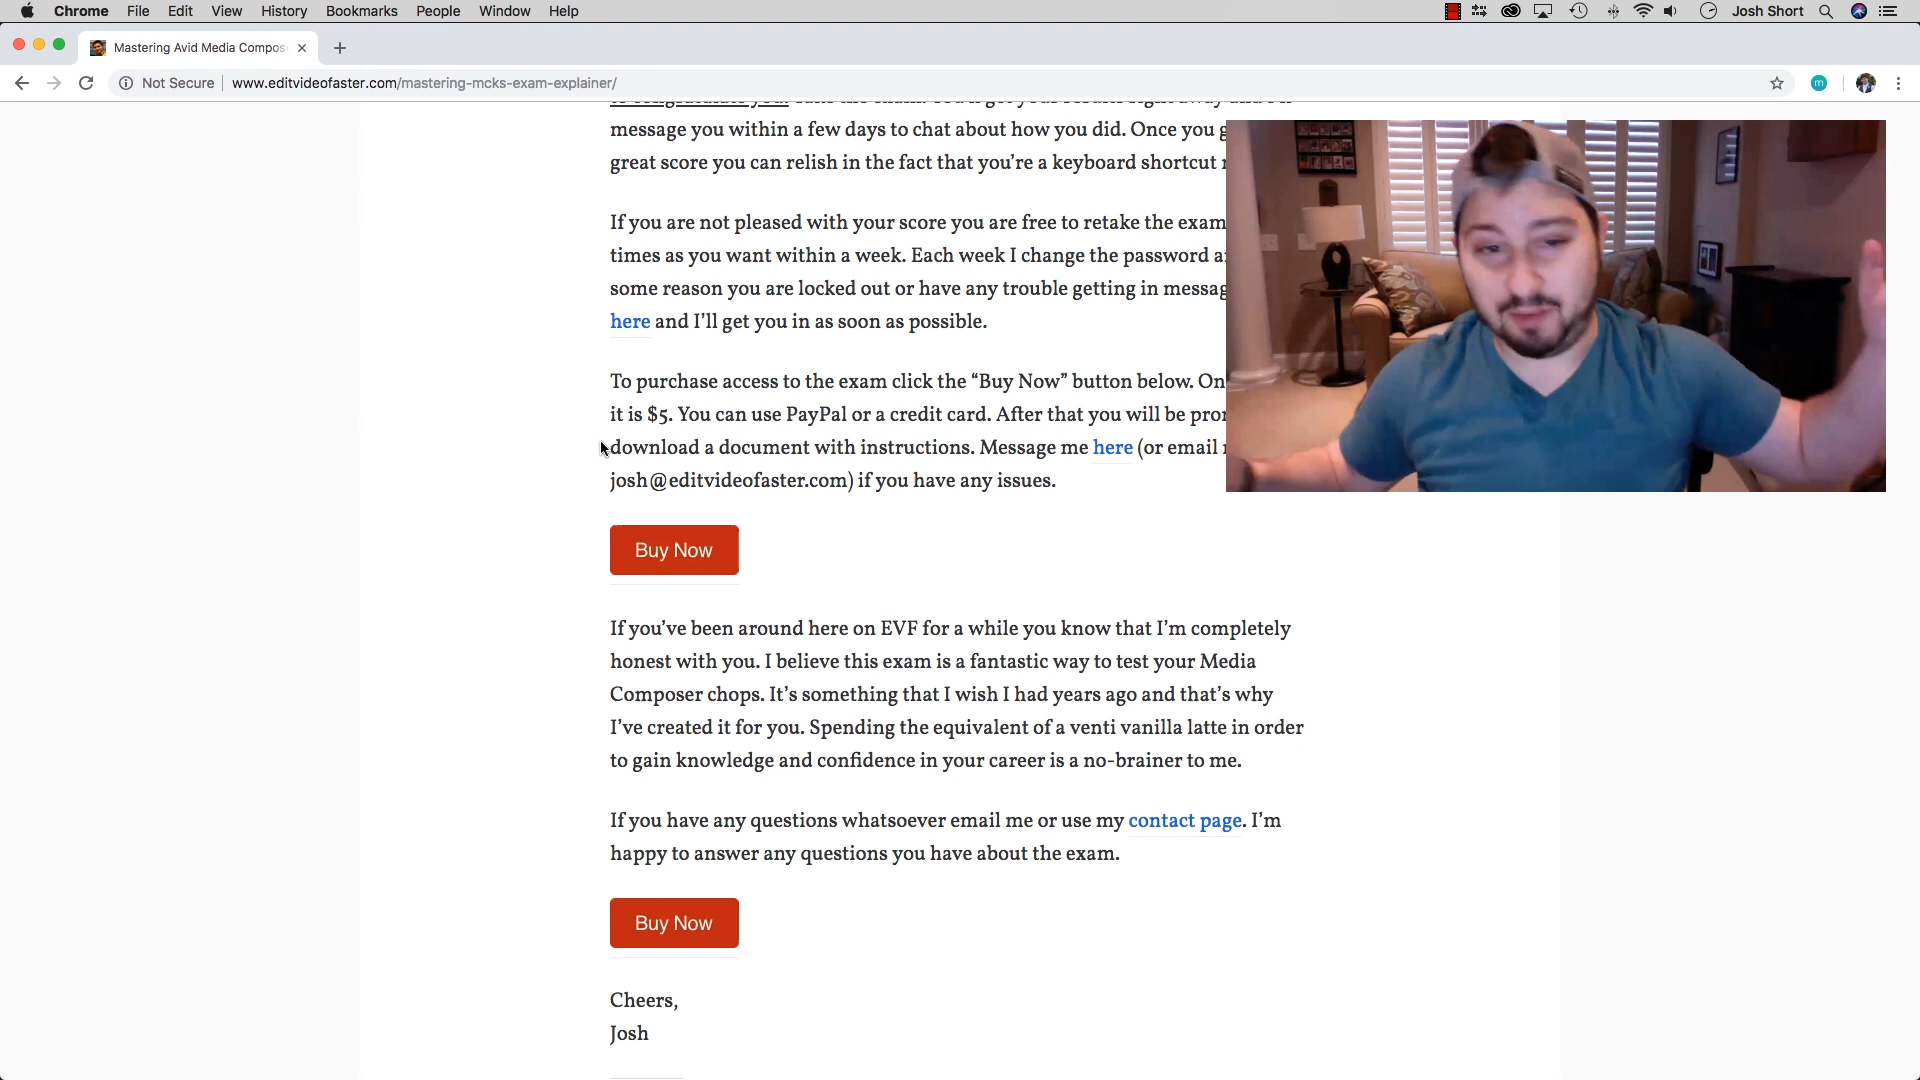 Chrome File Edit View History Bookmarks People Window Help Josh Short
Mastering Avid Media Compos
Not Secure www.editvideofaster.com/mastering-mcks-exam-explainer/
message you within a few days to chat about how you did. Once you g
great score you can relish in the fact that you’re a keyboard shortcut
If you are not pleased with your score you are free to retake the exam
times as you want within a week. Each week I change the password a
some reason you are locked out or have any trouble getting in messag
here and I’ll get you in as soon as possible.
To purchase access to the exam click the “Buy Now” button below. On
it is $5. You can use PayPal or a credit card. After that you will be pro
download a document with instructions. Message me here (or email
josh@editvideofaster.com) if you have any issues.
Buy Now
If you’ve been around here on EVF for a while you know that I’m completely
honest with you. I believe this exam is a fantastic way to test your Media
Composer chops. It’s something that I wish I had years ago and that’s why
I’ve created it for you. Spending the equivalent of a venti vanilla latte in order
to gain knowledge and confidence in your career is a no-brainer to me.
If you have any questions whatsoever email me or use my contact page. I’m
happy to answer any questions you have about the exam.
Buy Now
Cheers,
Josh